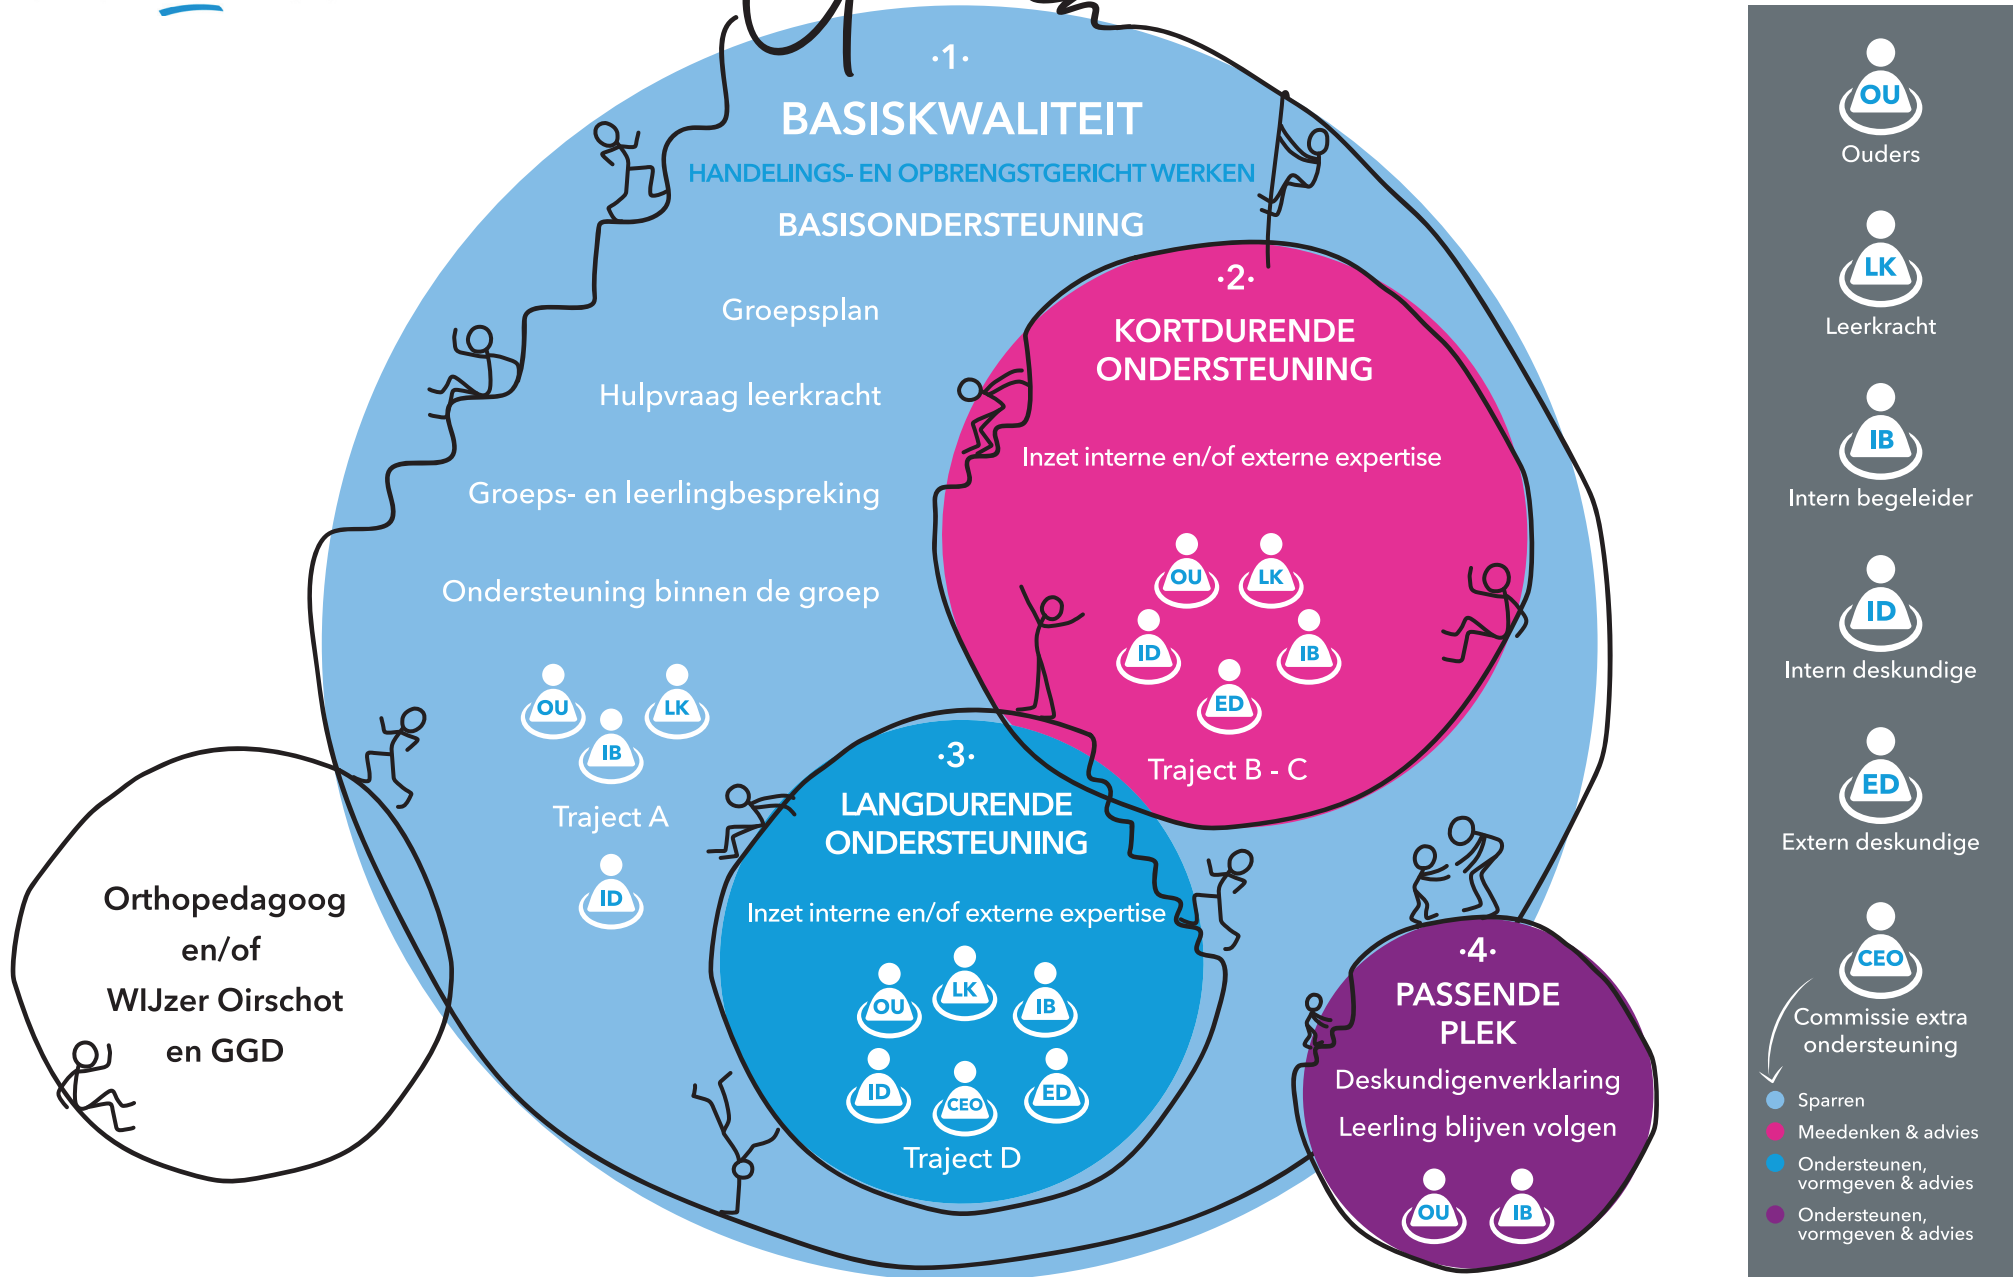 ·1·
BASISKWALITEIT
HANDELINGS- EN OPBRENGSTGERICHT WERKEN
BASISONDERSTEUNING
Groepsplan
Hulpvraag leerkracht
Groeps- en leerlingbespreking
Ondersteuning binnen de groep
OU
LK
IB
Traject A
ID
·2·
KORTDURENDE
ONDERSTEUNING
Inzet interne en/of externe expertise
OU
LK
ID
IB
ED
Traject B - C
·3·
LANGDURENDE
ONDERSTEUNING
Inzet interne en/of externe expertise
OU
LK
IB
ID
CEO
ED
Traject D
·4·
PASSENDE
PLEK
Deskundigenverklaring
Leerling blijven volgen
OU
IB
Orthopedagoog
en/of
WIJzer Oirschot
en GGD
OU
Ouders
LK
Leerkracht
IB
Intern begeleider
ID
Intern deskundige
ED
Extern deskundige
CEO
Commissie extra
ondersteuning
Sparren
Meedenken & advies
Ondersteunen,
vormgeven & advies
Ondersteunen,
vormgeven & advies